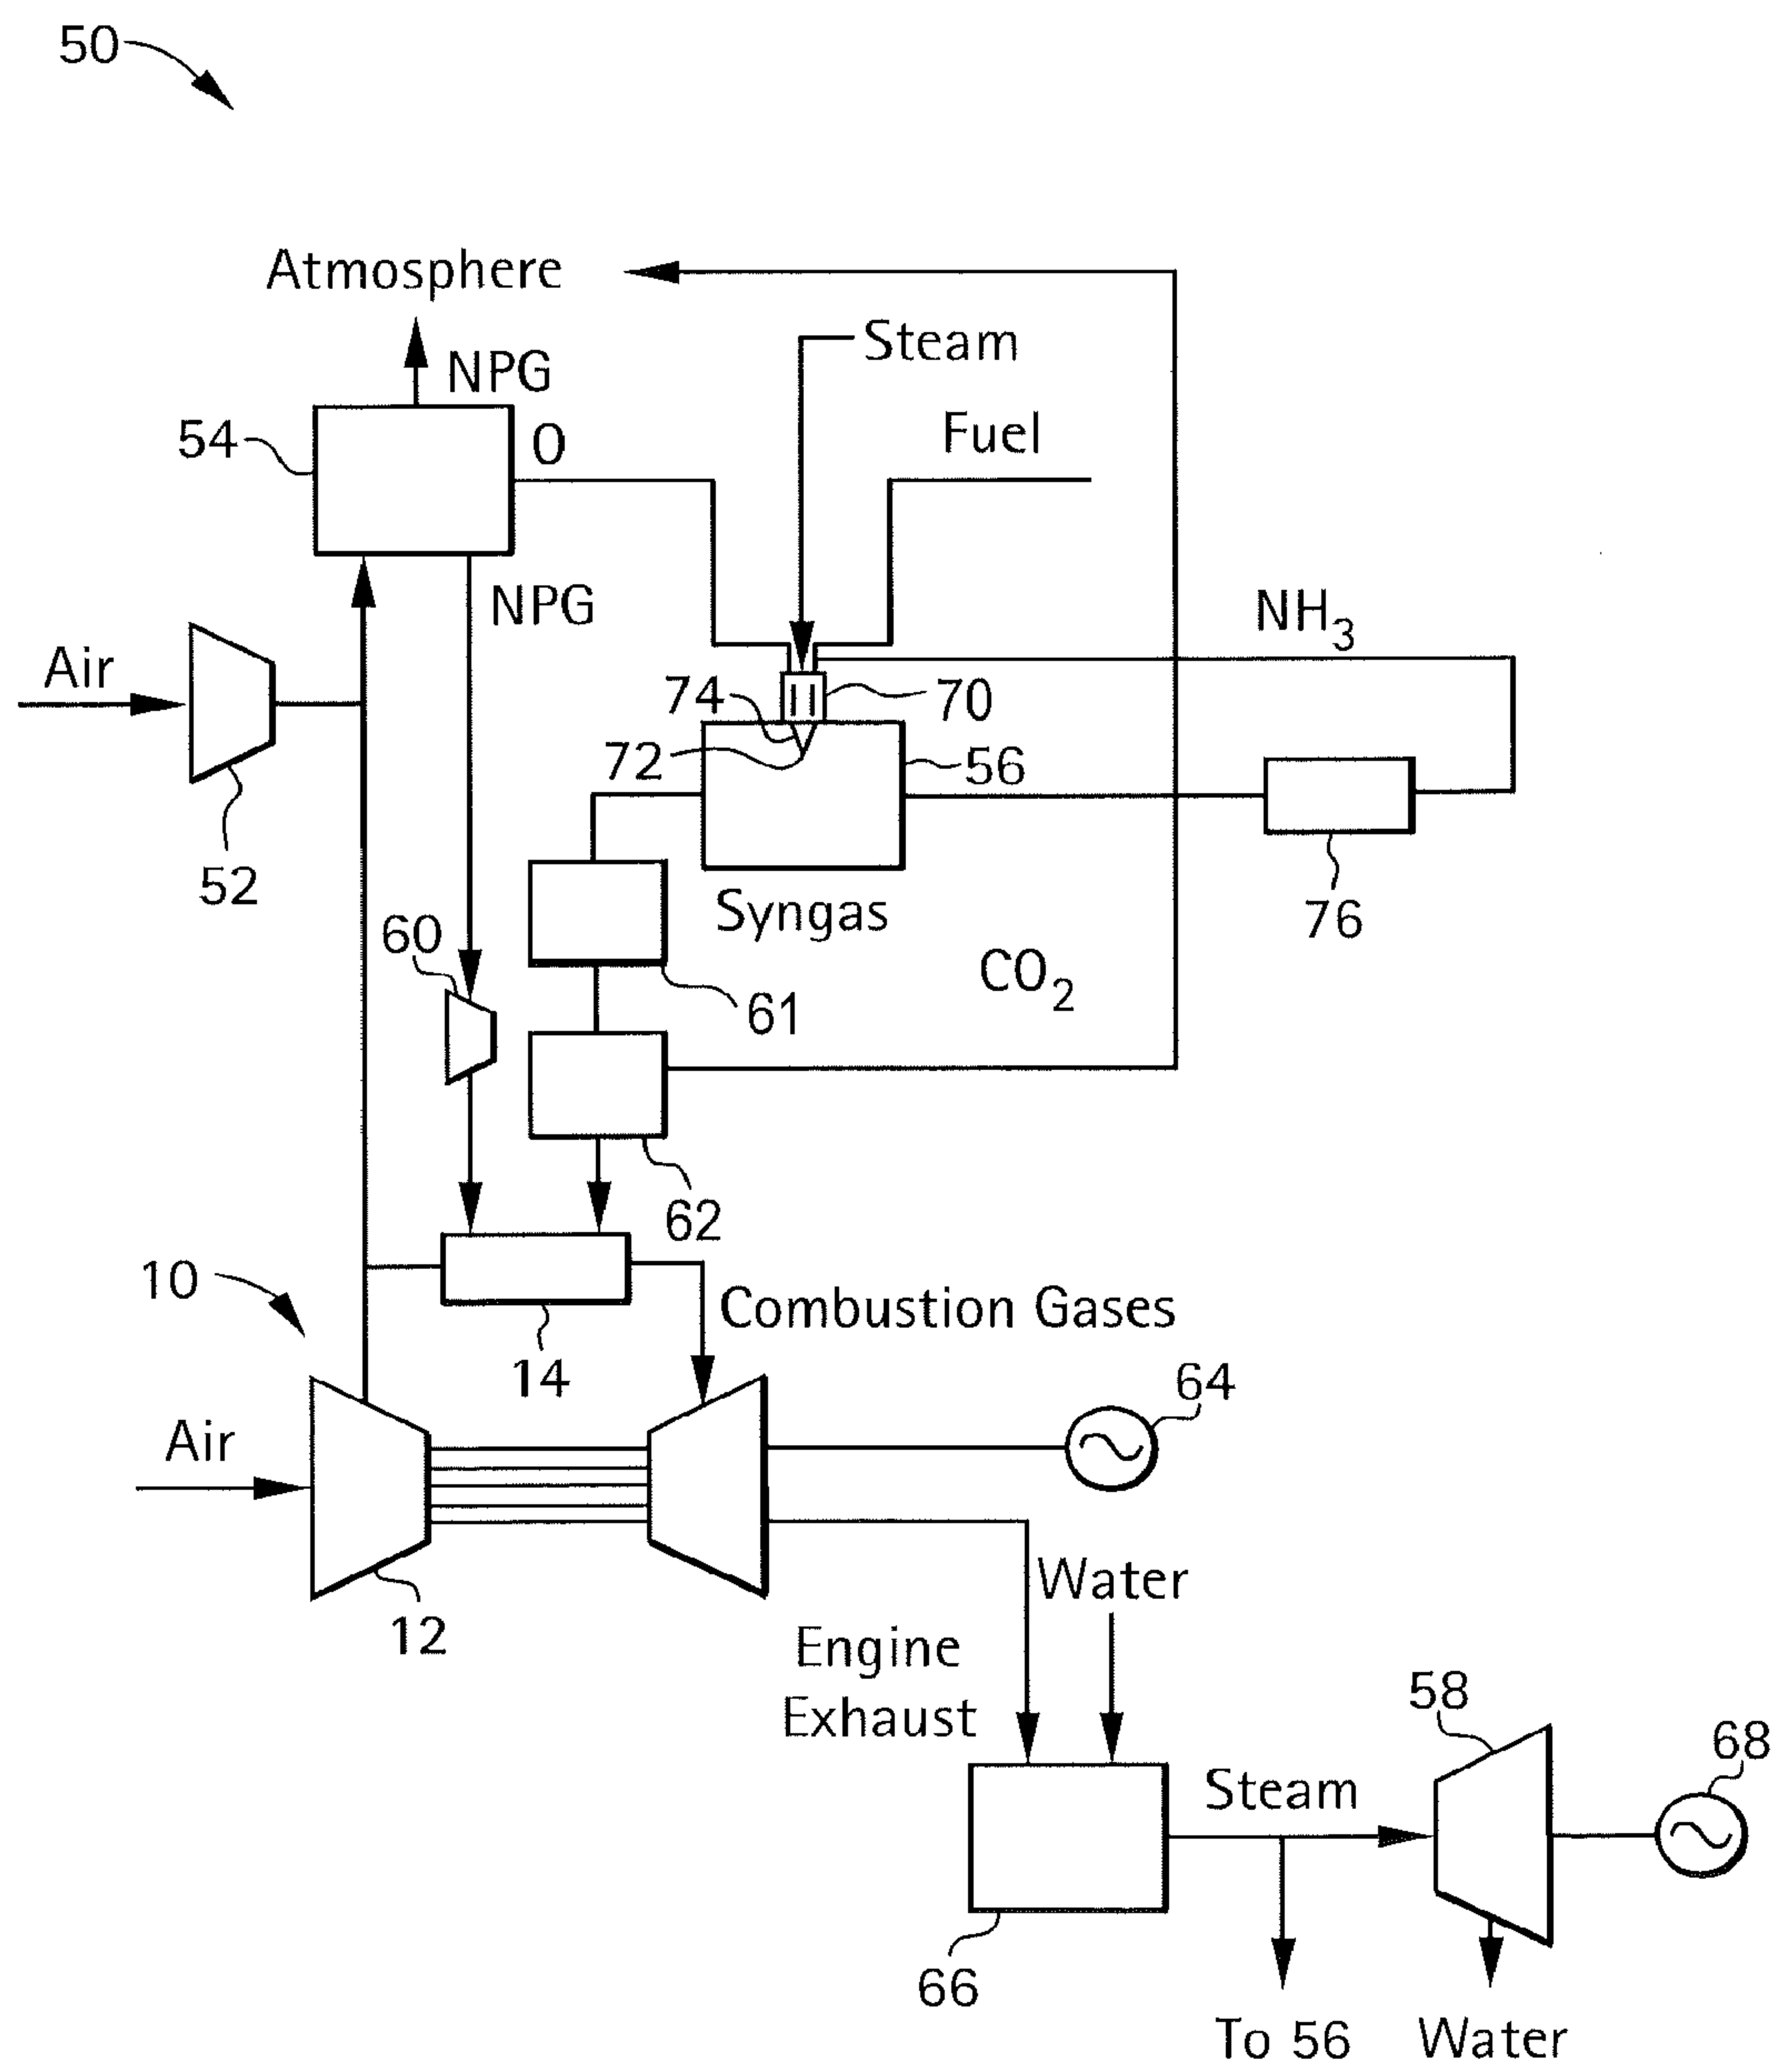 50
Atmosphere
NPG
Steam
54
O
Fuel
NPG
NH3
Air
74
70
72
56
52
76
60
Syngas
61
CO2
62
10
Combustion Gases
14
64
Air
12
Water
Engine
Exhaust
58
68
Steam
66
To 56
Water